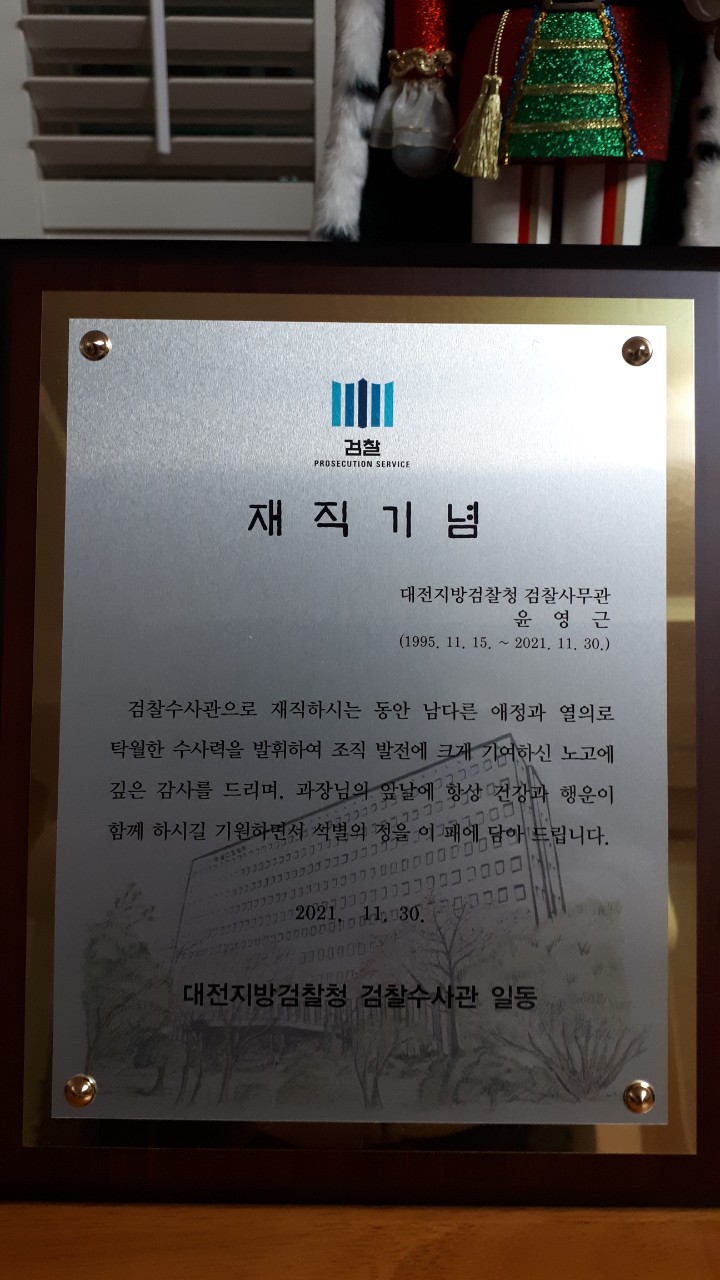 검찰
PROSECUTION SERVICE
재 직 기 념
대전지방검찰청 검찰사무관
윤 영 근
(1995. 11. 15. ~ 2021. 11. 30.)
검찰수사관으로 재직하시는 동안 남다른 애정과 열의로
탁월한 수사력을 발휘하여 조직 발전에 크게 기여하신 노고에
깊은 감사를 드리며, 과장님의 앞날에 항상 건강과 행운이
함께 하시길 기원하면서 석별의 정을 이 패에 담아 드립니다.
2021. 11. 30.
대전지방검찰청 검찰수사관 일동